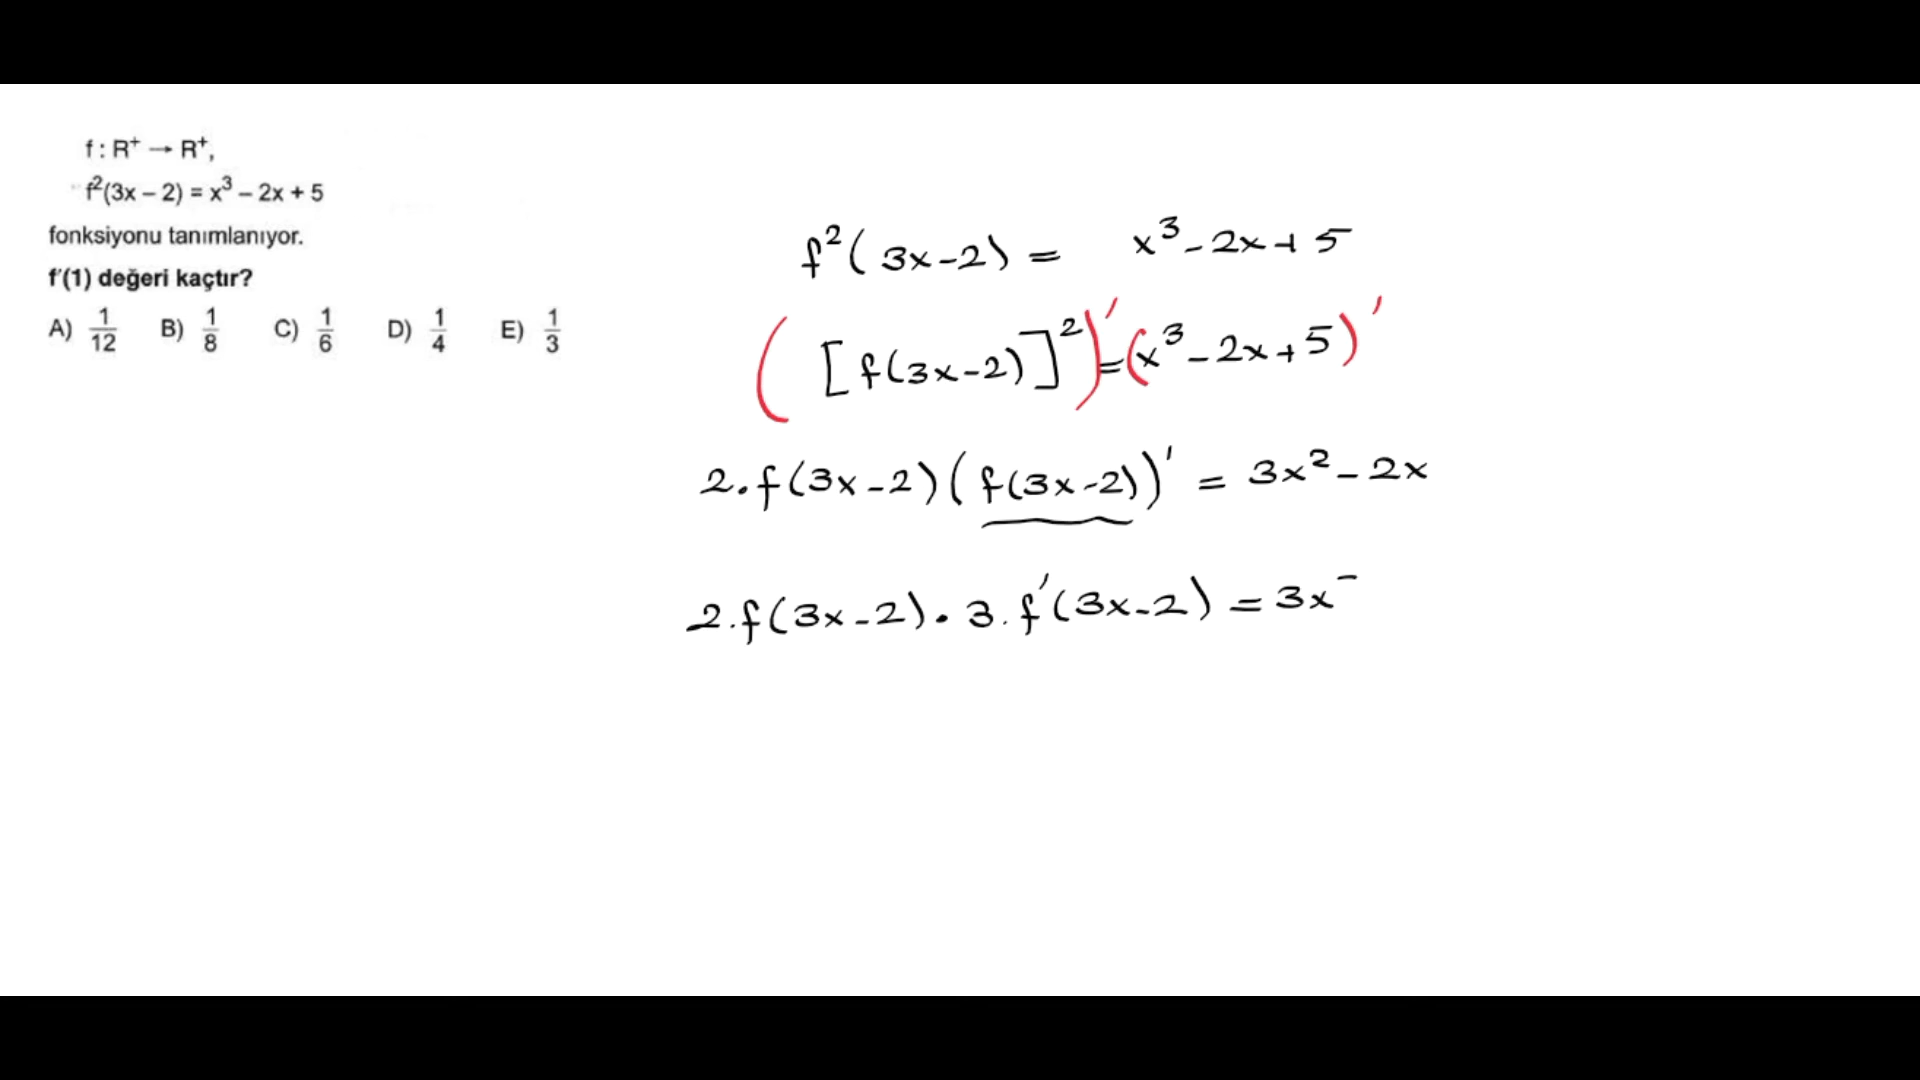 f : R⁺ → R⁺,
f²(3x – 2) = x³ – 2x + 5
fonksiyonu tanımlanıyor.
f'(1) değeri kaçtır?
A) 1/12 B) 1/8 C) 1/6 D) 1/4 E) 1/3
f²(3x-2) = x³-2x+5
([f(3x-2)]²)' = (x³-2x+5)'
2.f(3x-2)(f(3x-2))' = 3x²-2x
2.f(3x-2).3.f'(3x-2) = 3x